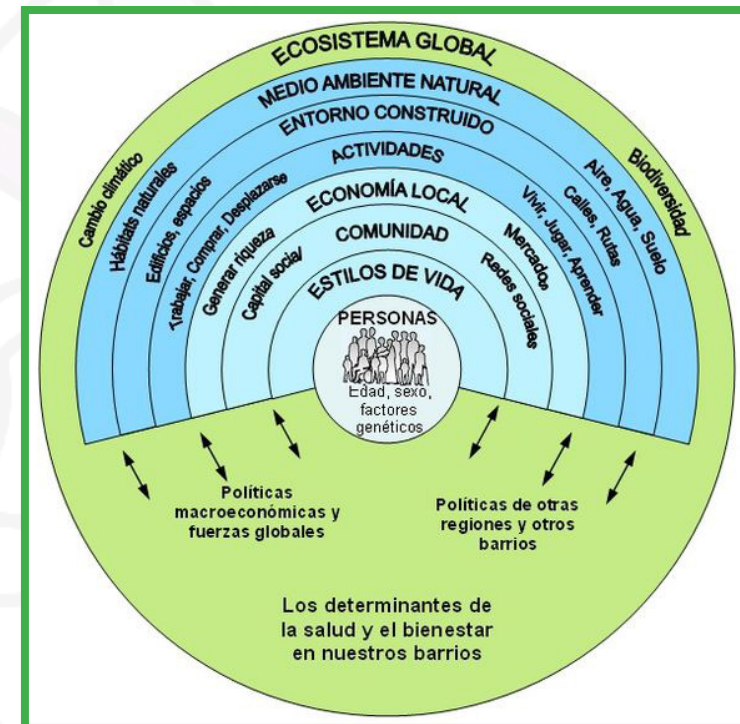 ECOSISTEMA GLOBAL
Cambio climático
Biodiversidad
MEDIO AMBIENTE NATURAL
Hábitats naturales
Aire, Agua, Suelo
ENTORNO CONSTRUIDO
Edificios, espacios
Calles, Rutas
ACTIVIDADES
Trabajar, Comprar, Desplazarse
Vivir, Jugar, Aprender
ECONOMÍA LOCAL
Generar riqueza
Mercados
COMUNIDAD
Capital social
Redes sociales
ESTILOS DE VIDA
PERSONAS
Edad, sexo,
factores
genéticos
Políticas
macroeconómicas y
fuerzas globales
Políticas de otras
regiones y otros
barrios
Los determinantes de
la salud y el bienestar
en nuestros barrios